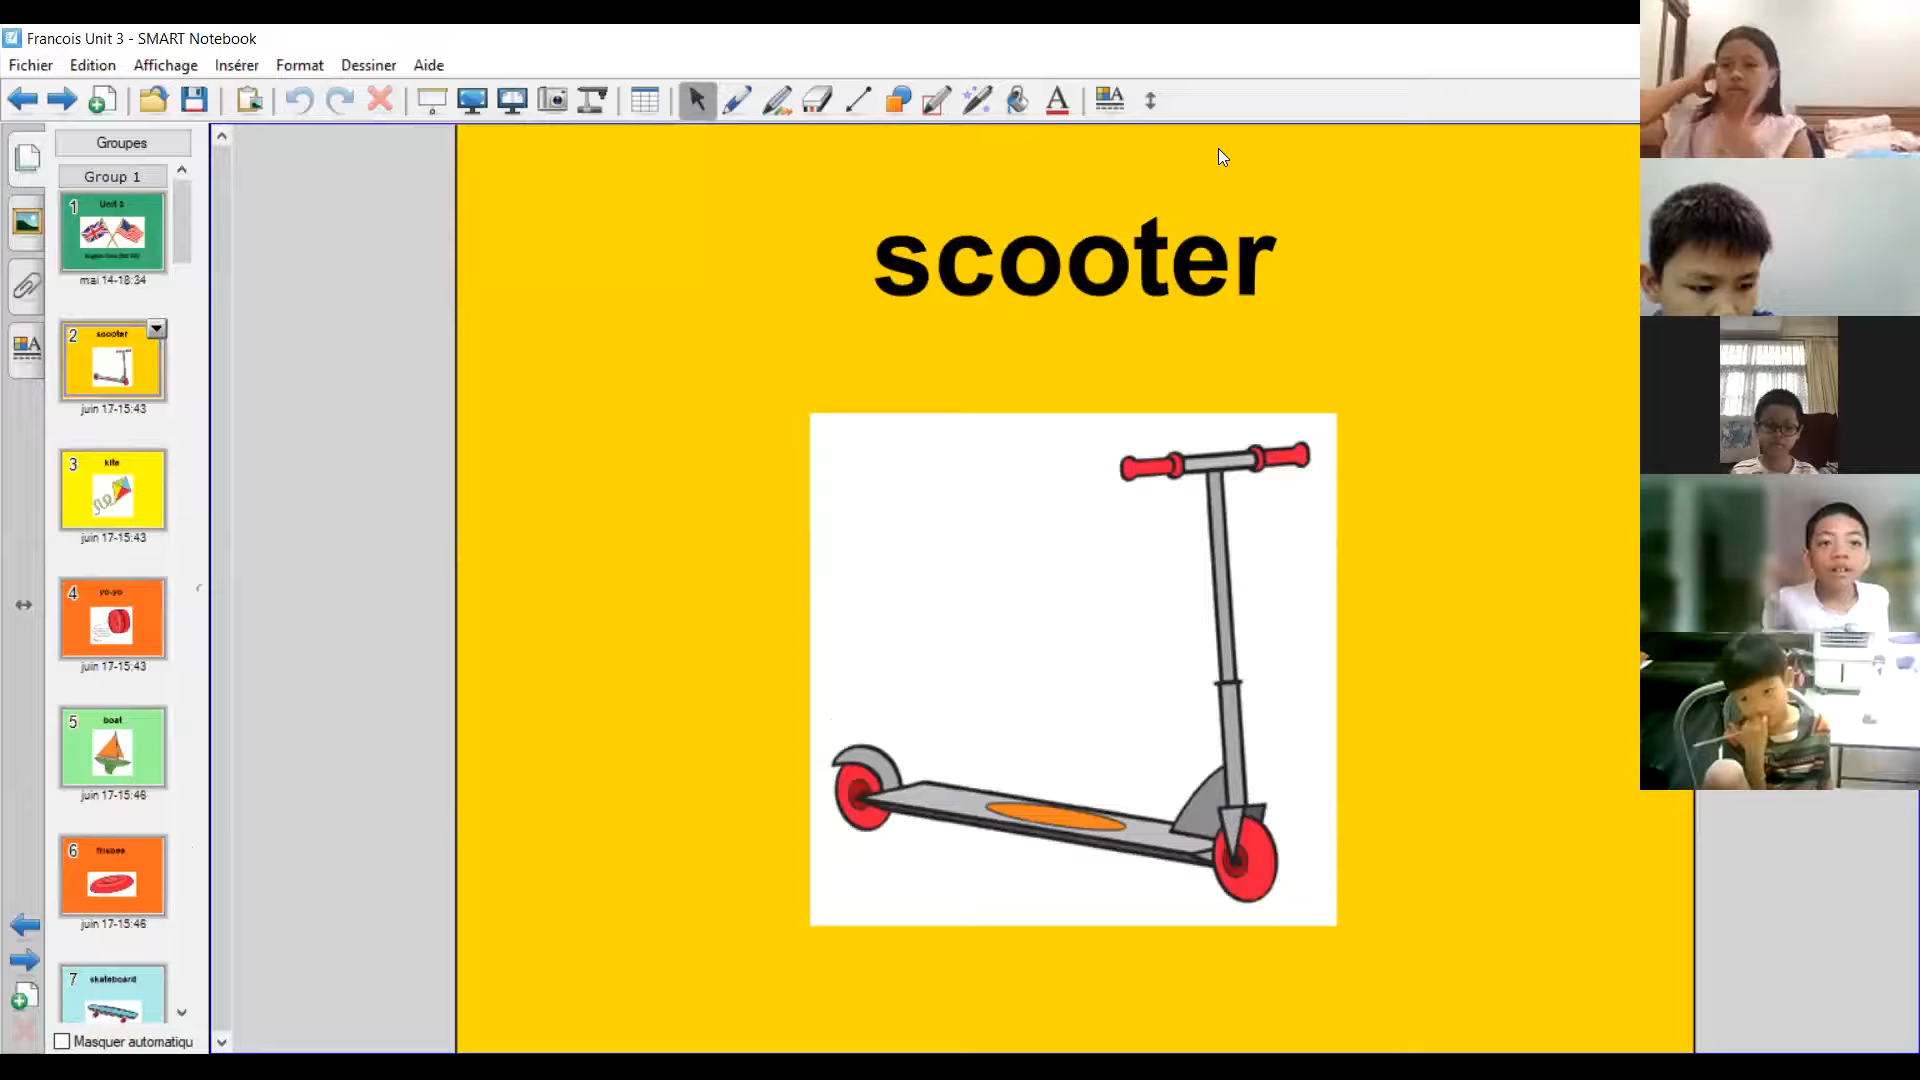 Francois Unit 3 - SMART Notebook
Fichier Edition Affichage Insérer Format Dessiner Aide
Groupes
Group 1
1 Unit 3
mai 14-18:34
2 scooter
juin 17-15:43
3 kite
juin 17-15:43
4 yo-yo
juin 17-15:43
5 boat
juin 17-15:46
6 frisbee
juin 17-15:46
7 skateboard
Masquer automatiqu
scooter